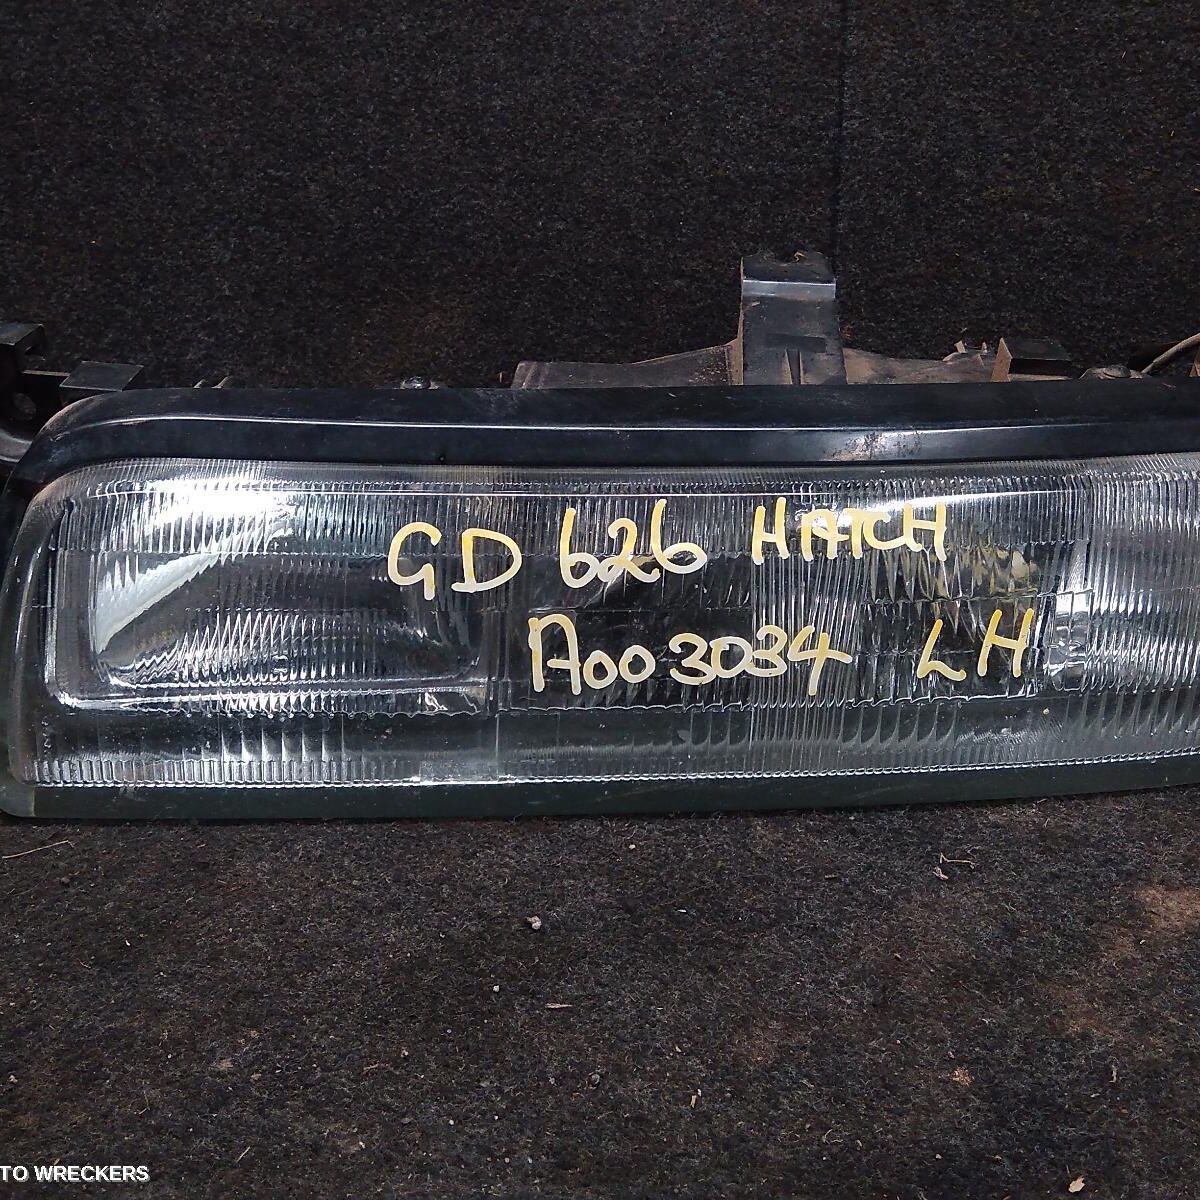 GD 626 HATCH
A003034 LH
TO WRECKERS